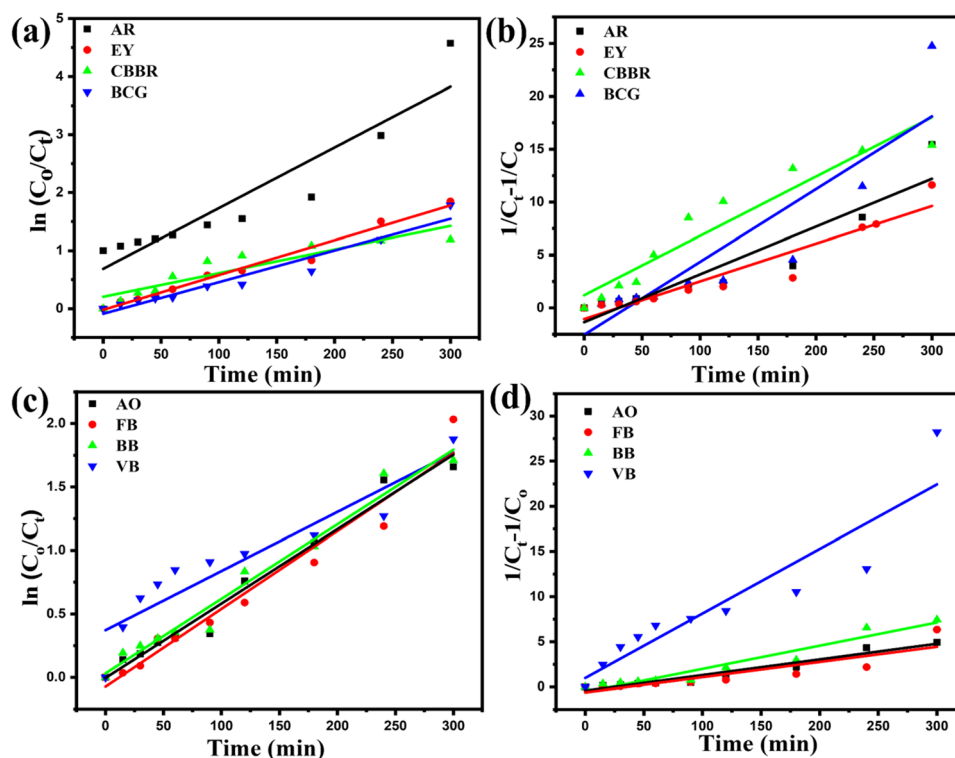 (a)
AR
EY
CBBR
BCG
5
4
3
2
1
0
ln (C₀/Cₜ)
0 50 100 150 200 250 300
Time (min)
(b)
AR
EY
CBBR
BCG
25
20
15
10
5
0
1/Cₜ-1/Cₒ
0 50 100 150 200 250 300
Time (min)
(c)
AO
FB
BB
VB
2.0
1.5
1.0
0.5
0.0
ln (Cₒ/Cₜ)
0 50 100 150 200 250 300
Time (min)
(d)
AO
FB
BB
VB
30
25
20
15
10
5
0
1/Cₜ-1/Cₒ
0 50 100 150 200 250 300
Time (min)